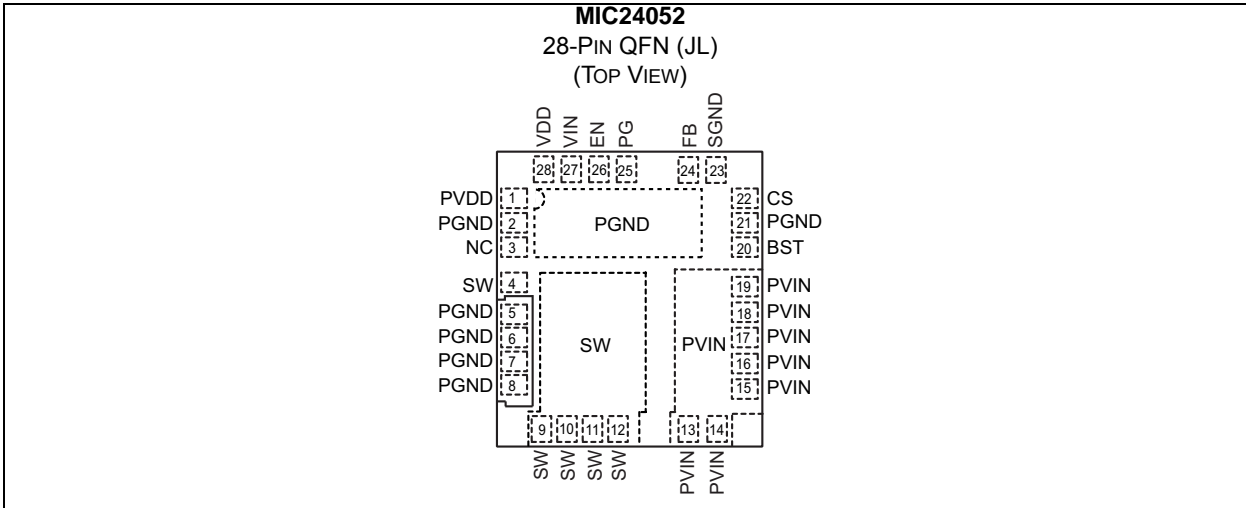 MIC24052
28-PIN QFN (JL)
(TOP VIEW)
VDD
VIN
EN
PG
FB
SGND
28
27
26
25
24
23
PVDD 1
PGND 2
NC 3
SW 4
PGND 5
PGND 6
PGND 7
PGND 8
PGND
SW
PVIN
22 CS
21 PGND
20 BST
19 PVIN
18 PVIN
17 PVIN
16 PVIN
15 PVIN
9
10
11
12
13
14
SW
SW
SW
SW
PVIN
PVIN